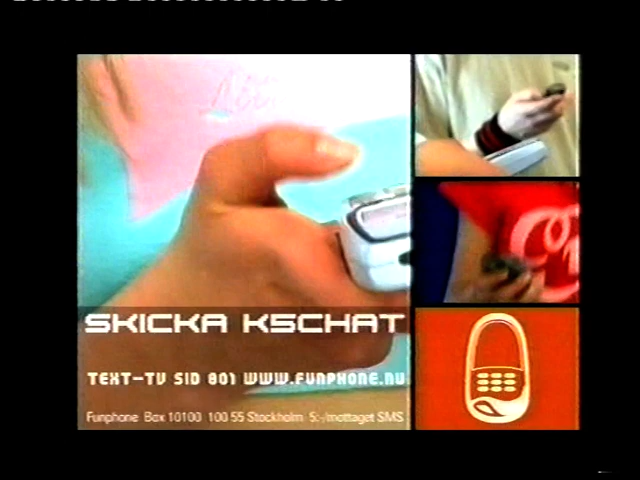 SKICKA K5CHAT
TEXT-TV SID 801 WWW.FUNPHONE.NU
Funphone Box 10100 100 55 Stockholm 5:-/mottaget SMS